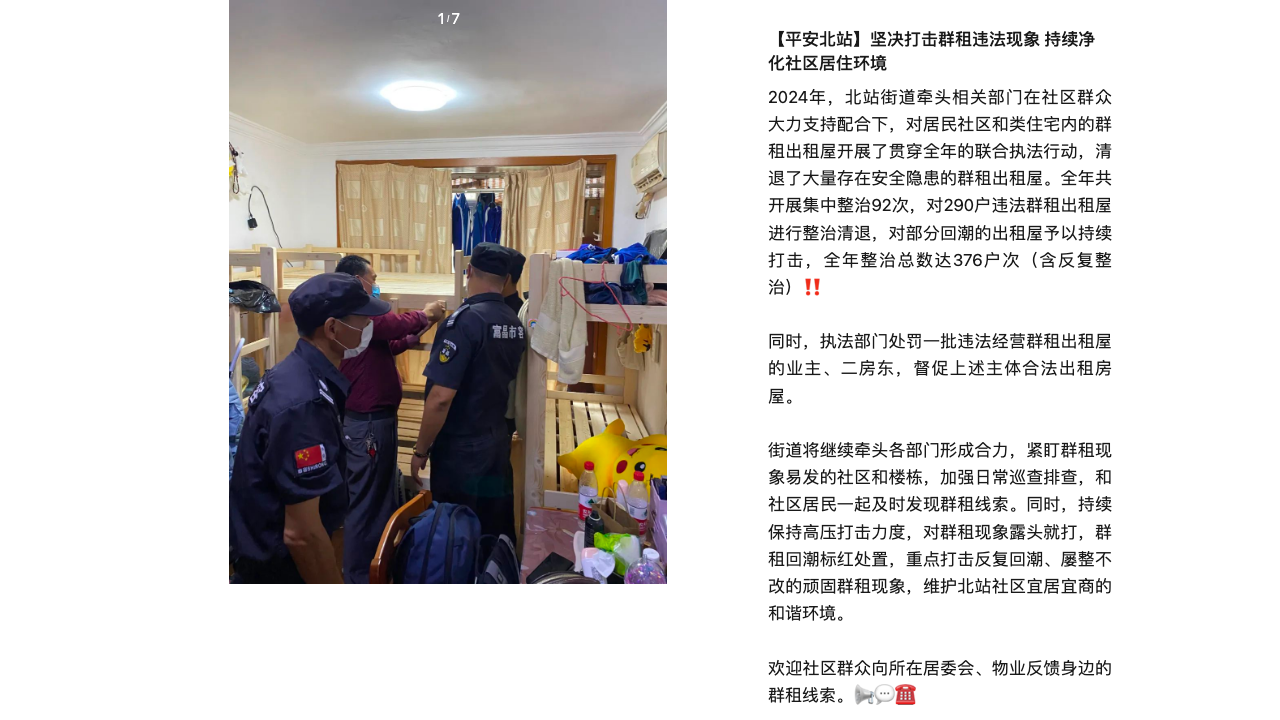 1/7
【平安北站】坚决打击群租违法现象 持续净
化社区居住环境
2024年，北站街道牵头相关部门在社区群众
大力支持配合下，对居民社区和类住宅内的群
租出租屋开展了贯穿全年的联合执法行动，清
退了大量存在安全隐患的群租出租屋。全年共
开展集中整治92次，对290户违法群租出租屋
进行整治清退，对部分回潮的出租屋予以持续
打击，全年整治总数达376户次（含反复整
治）‼️
同时，执法部门处罚一批违法经营群租出租屋
的业主、二房东，督促上述主体合法出租房
屋。
街道将继续牵头各部门形成合力，紧盯群租现
象易发的社区和楼栋，加强日常巡查排查，和
社区居民一起及时发现群租线索。同时，持续
保持高压打击力度，对群租现象露头就打，群
租回潮标红处置，重点打击反复回潮、屡整不
改的顽固群租现象，维护北站社区宜居宜商的
和谐环境。
欢迎社区群众向所在居委会、物业反馈身边的
群租线索。📢💬☎️